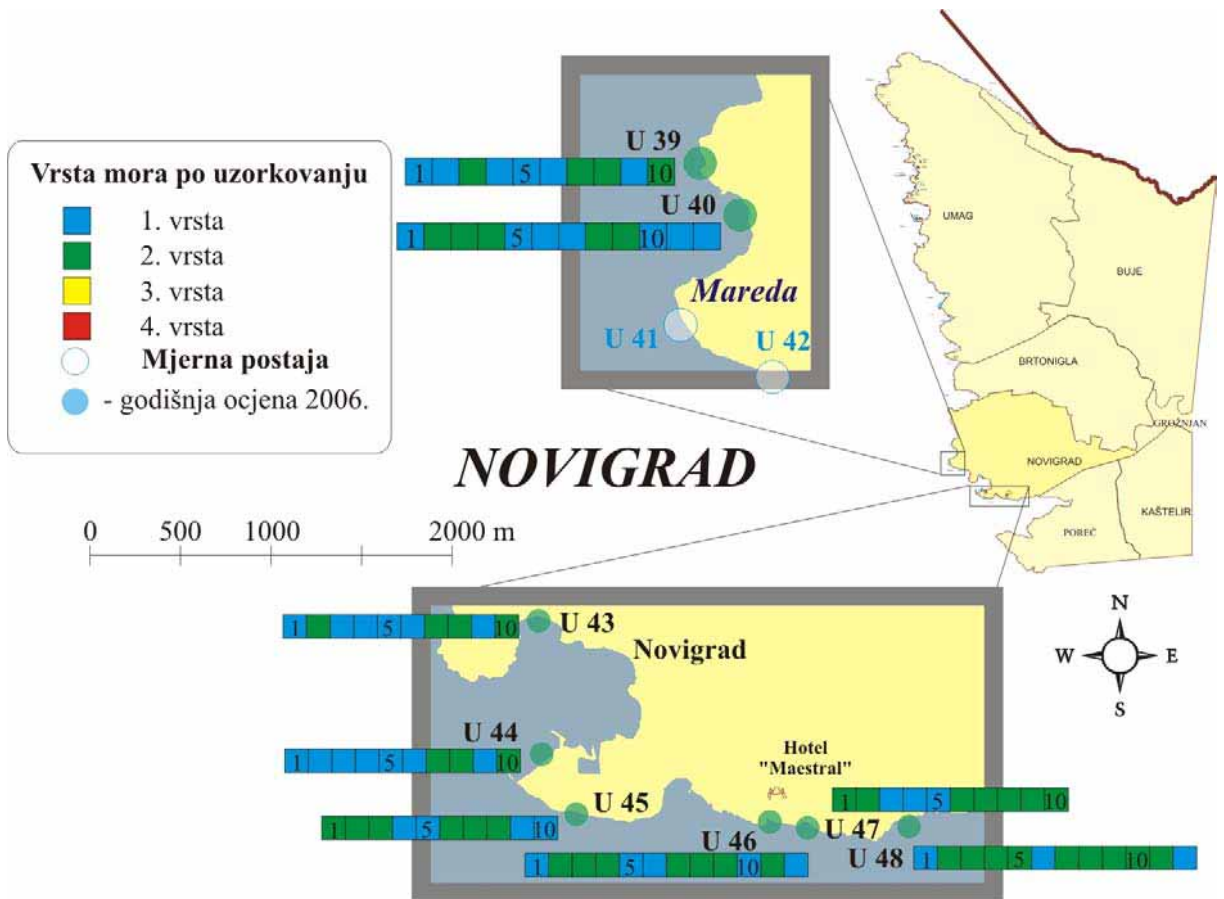 Vrsta mora po uzorkovanju
1. vrsta
2. vrsta
3. vrsta
4. vrsta
Mjerna postaja
- godišnja ocjena 2006.
U 39
1 5 10
U 40
1 5 10
Mareda
U 41
U 42
UMAG
BUJE
BRTONIGLA
GROŽNJAN
NOVIGRAD
KAŠTELIR
POREČ
NOVIGRAD
0 500 1000 2000 m
N
W E
S
1 5 10
U 43
Novigrad
U 44
1 5 10
Hotel
"Maestral"
U 45
1 5 10
1 5 10
U 46
U 47
1 5 10
U 48
1 5 10